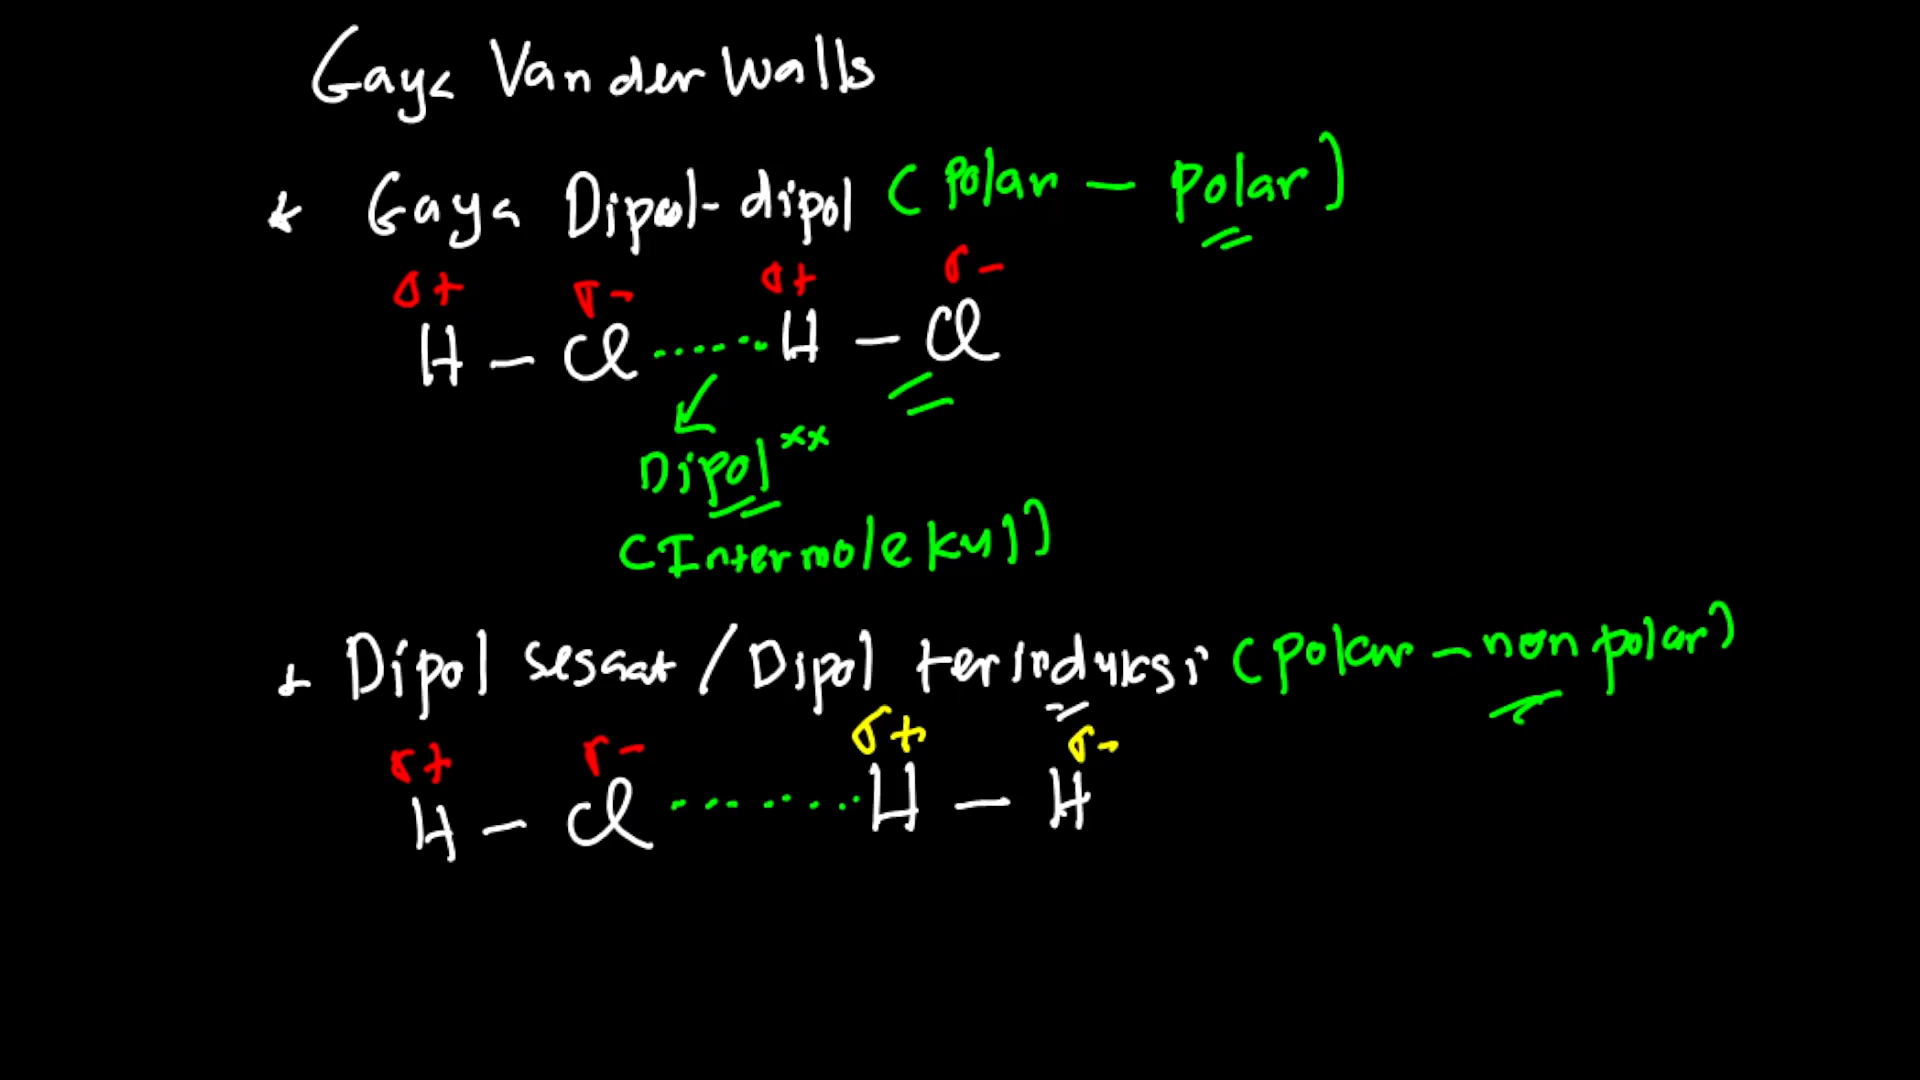 Gaya Van der Walls
* Gaya Dipol-dipol (polar - polar)
σ+ σ- σ+ σ-
H - Cl ...... H - Cl
Dipol xx
(Intermolekul)
* Dipol sesaat / Dipol terinduksi (polar - non polar)
σ+ σ- σ+ σ-
H - Cl ....... H - H